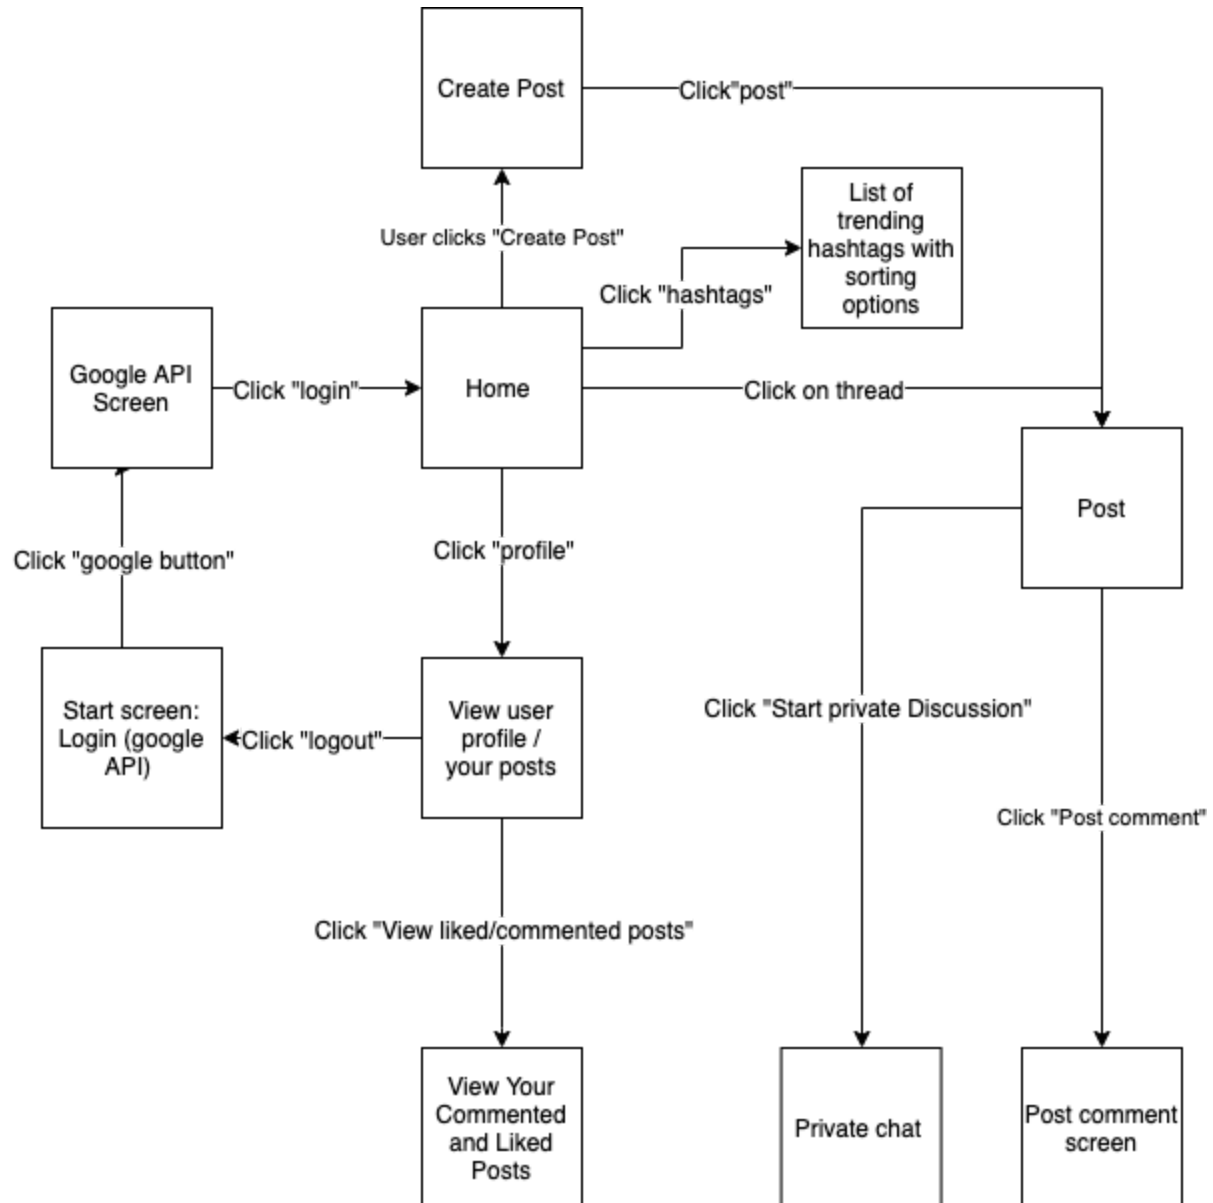 Create Post
Click"post"
List of
trending
hashtags with
sorting
options
User clicks "Create Post"
Click "hashtags"
Google API
Screen
Click "login"
Home
Click on thread
Post
Click "google button"
Click "profile"
Start screen:
Login (google
API)
Click "logout"
View user
profile /
your posts
Click "Start private Discussion"
Click "Post comment"
Click "View liked/commented posts"
View Your
Commented
and Liked
Posts
Private chat
Post comment
screen